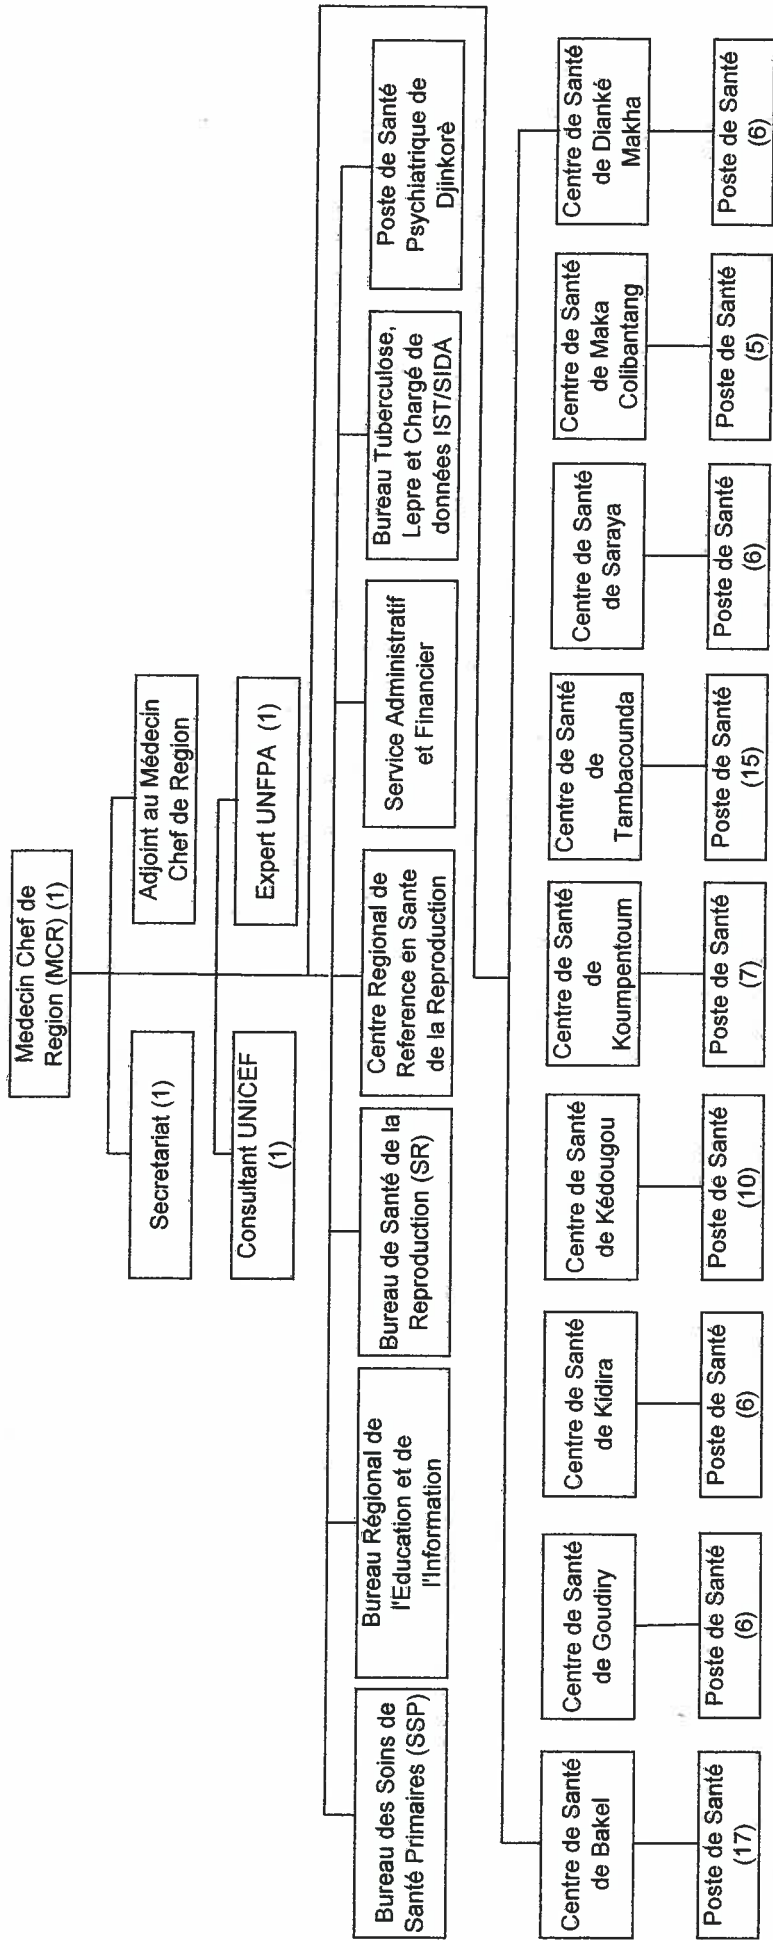 Medecin Chef de
Region (MCR) (1)
Secretariat (1)
Adjoint au Médecin
Chef de Region
Consultant UNICEF
(1)
Expert UNFPA (1)
Bureau des Soins de
Santé Primaires (SSP)
Bureau Régional de
l'Education et de
l'Information
Bureau de Santé de la
Reproduction (SR)
Centre Regional de
Reference en Sante
de la Reproduction
Service Administratif
et Financier
Bureau Tuberculose,
Lepre et Chargé de
données IST/SIDA
Poste de Santé
Psychiatrique de
Djinkorè
Centre de Santé
de Bakel
Centre de Santé
de Goudiry
Centre de Santé
de Kidira
Centre de Santé
de Kédougou
Centre de Santé
de
Koumpentoum
Centre de Santé
de
Tambacounda
Centre de Santé
de Saraya
Centre de Santé
de Maka
Colibantang
Centre de Santé
de Dianké
Makha
Poste de Santé
(17)
Poste de Santé
(6)
Poste de Santé
(6)
Poste de Santé
(10)
Poste de Santé
(7)
Poste de Santé
(15)
Poste de Santé
(6)
Poste de Santé
(5)
Poste de Santé
(6)